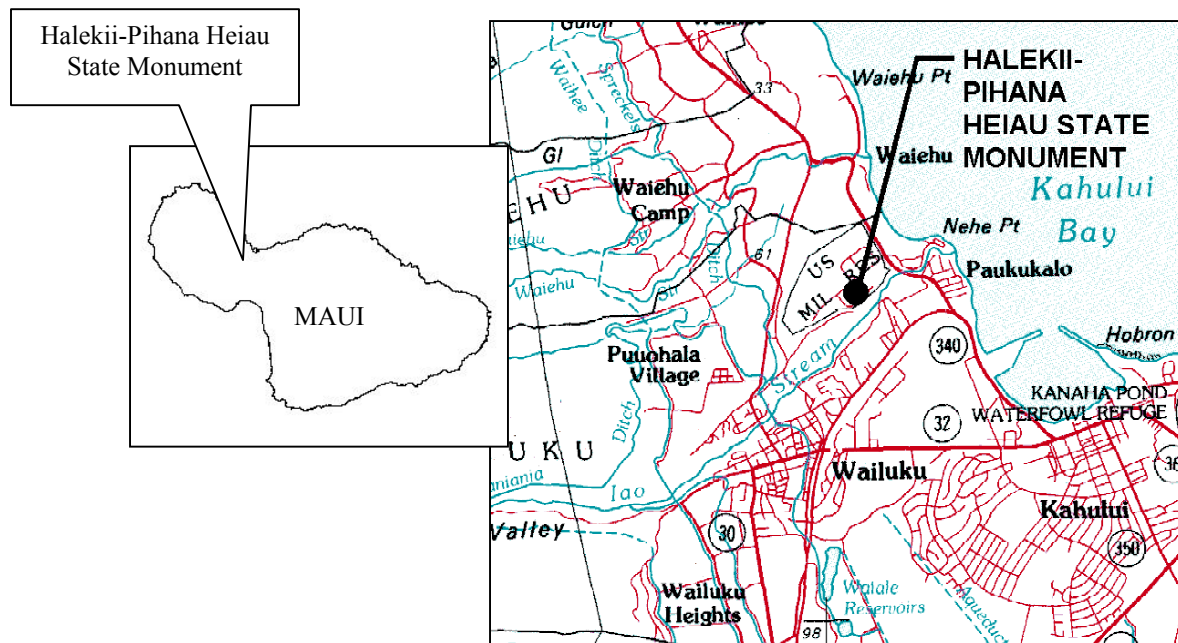 Halekii-Pihana Heiau
State Monument
MAUI
Gulch
Waihee
Spreckels
Ditch
33
Waiehu Pt
HALEKII-
PIHANA
HEIAU STATE
MONUMENT
GI
Waiehu
Waiehu
Camp
EHU
Kahului
Bay
Nehe Pt
Str
Ditch
61
US
MIL RES
Paukukalo
Waiehu
Str
Puuohala
Village
Stream
340
Hobron
KANAHA POND
WATERFOWL REFUGE
32
Ditch
UKU
Wailuku
Iao
Valley
30
Kahului
350
Wailuku
Heights
Waiale
Reservoirs
Aqueduct
98